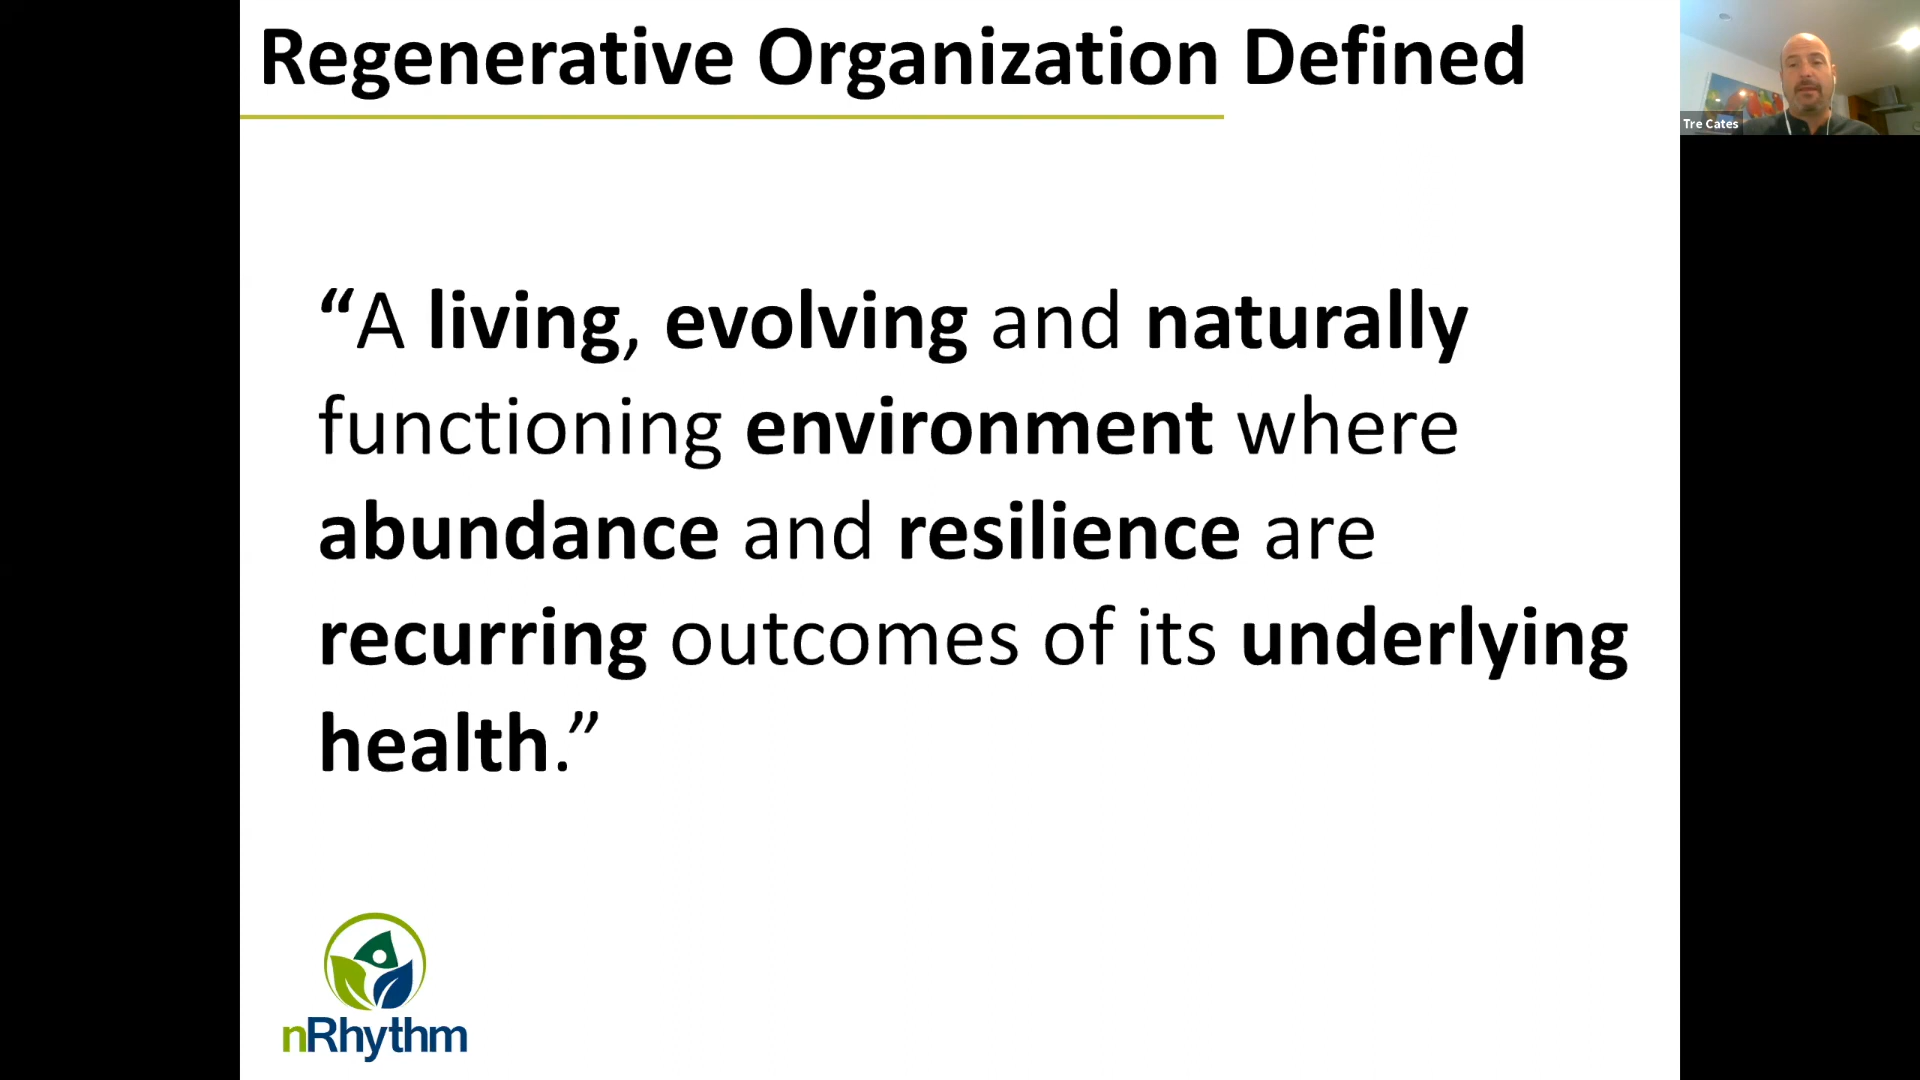 Regenerative Organization Defined
Tre Cates
“A living, evolving and naturally
functioning environment where
abundance and resilience are
recurring outcomes of its underlying
health.”
nRhythm